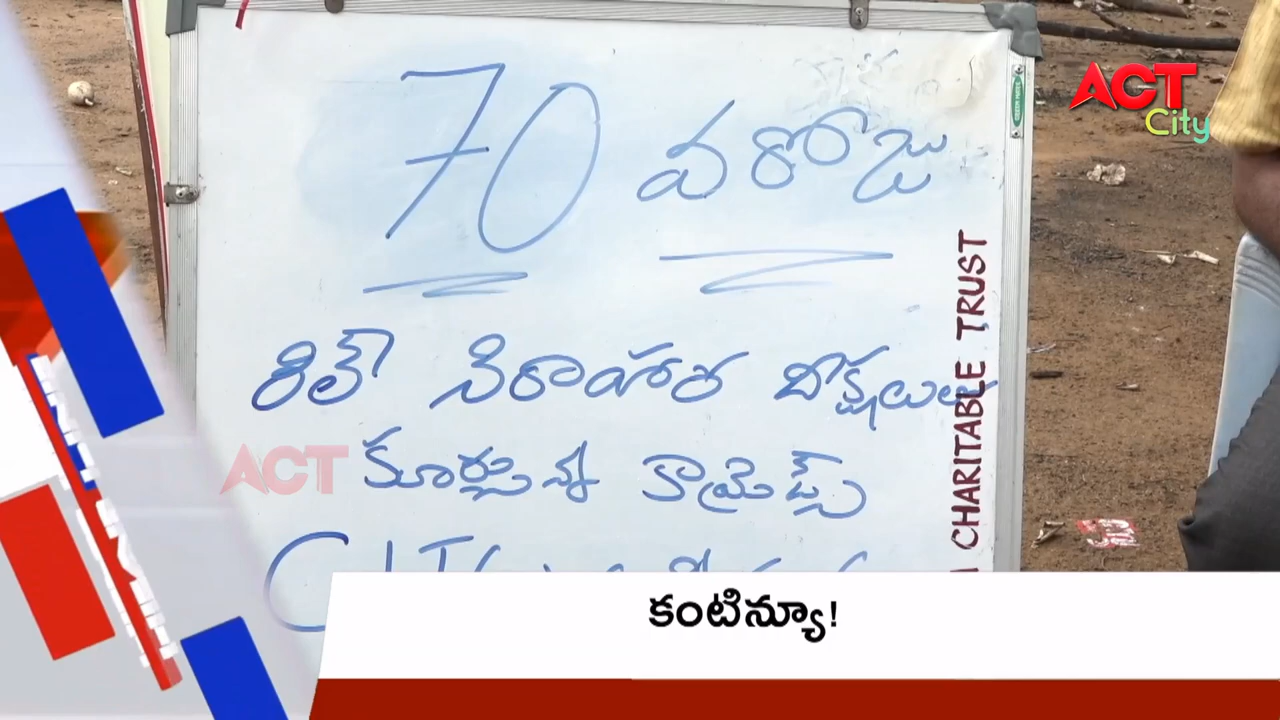 ACT
City
70 వరోజు
రిలే నిరాహార దీక్షలులు
కూర్చున్న కామ్రేడ్స్
ACT
CHARITABLE TRUST
కంటిన్యూ!